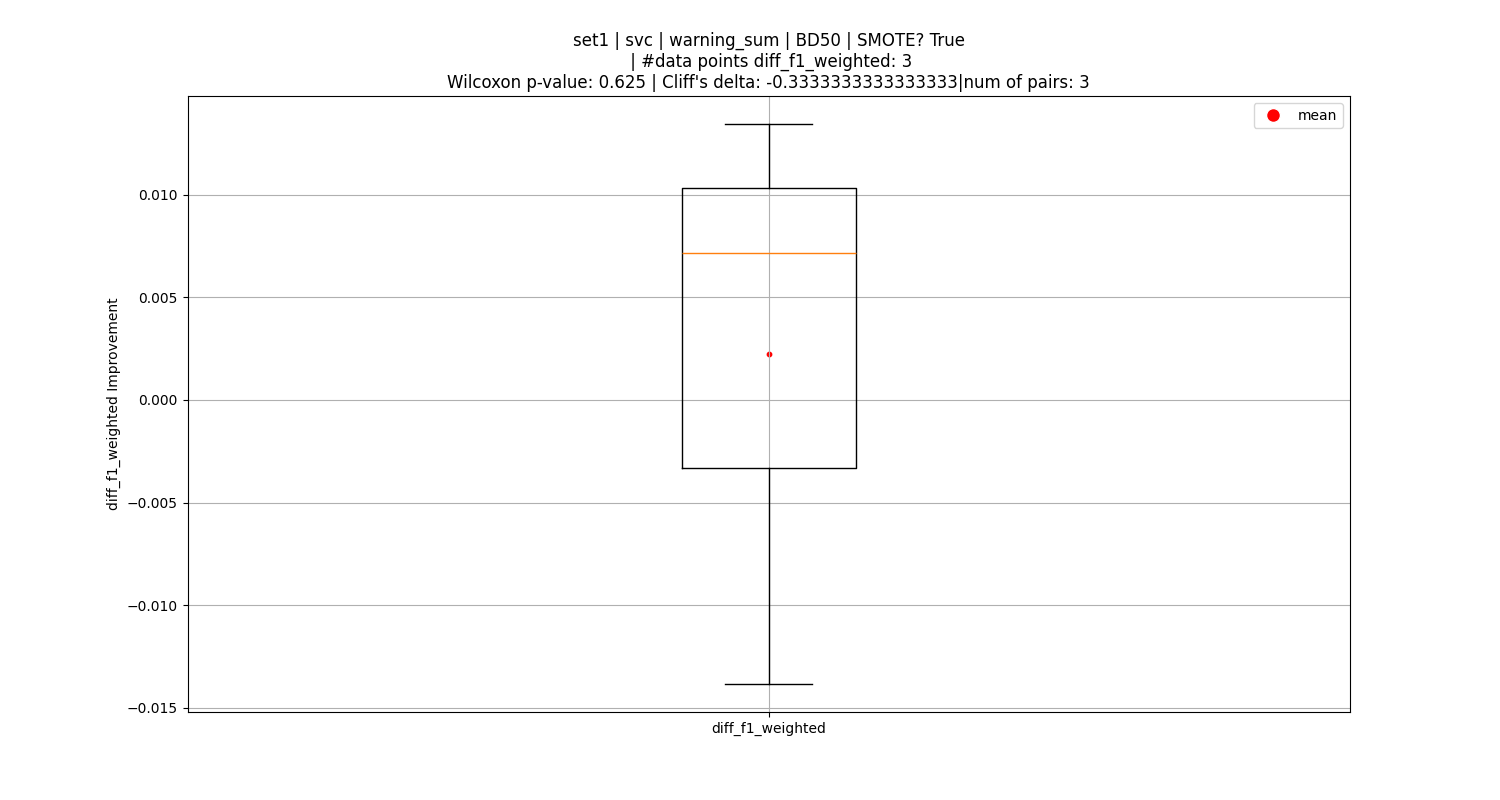 set1 | svc | warning_sum | BD50 | SMOTE? True
| #data points diff_f1_weighted: 3
Wilcoxon p-value: 0.625 | Cliff's delta: -0.3333333333333333|num of pairs: 3
mean
0.010
0.005
0.000
−0.005
−0.010
−0.015
diff_f1_weighted Improvement
diff_f1_weighted